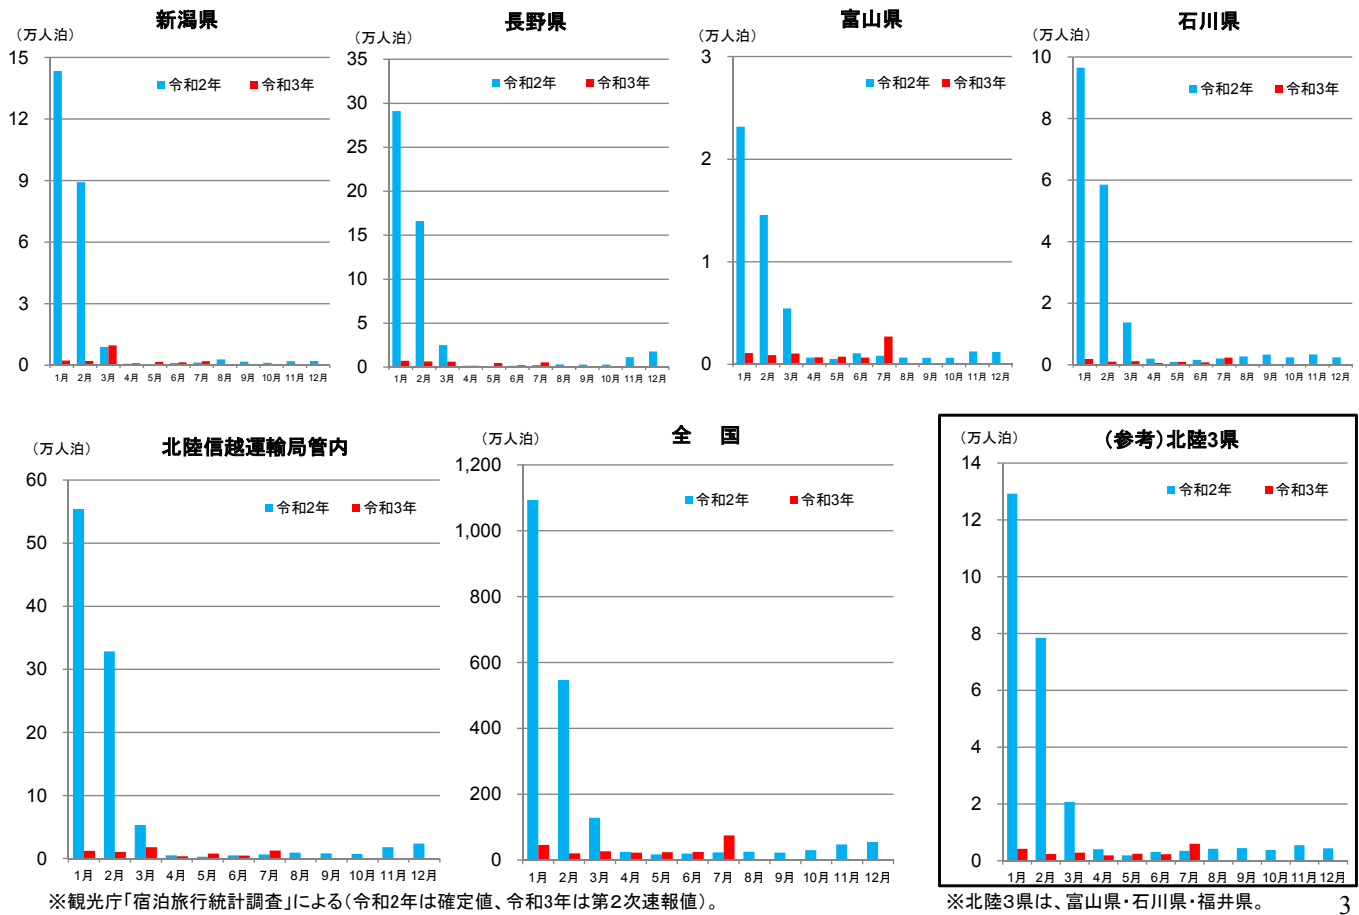 新潟県
(万人泊)
15
12
9
6
3
0
令和2年 令和3年
1月 2月 3月 4月 5月 6月 7月 8月 9月 10月 11月 12月
長野県
(万人泊)
35
30
25
20
15
10
5
0
令和2年 令和3年
1月 2月 3月 4月 5月 6月 7月 8月 9月 10月 11月 12月
富山県
(万人泊)
3
2
1
0
令和2年 令和3年
1月 2月 3月 4月 5月 6月 7月 8月 9月 10月 11月 12月
石川県
(万人泊)
10
8
6
4
2
0
令和2年 令和3年
1月 2月 3月 4月 5月 6月 7月 8月 9月 10月 11月 12月
北陸信越運輸局管内
(万人泊)
60
50
40
30
20
10
0
令和2年 令和3年
1月 2月 3月 4月 5月 6月 7月 8月 9月 10月 11月 12月
全 国
(万人泊)
1,200
1,000
800
600
400
200
0
令和2年 令和3年
1月 2月 3月 4月 5月 6月 7月 8月 9月 10月 11月 12月
(参考)北陸3県
(万人泊)
14
12
10
8
6
4
2
0
令和2年 令和3年
1月 2月 3月 4月 5月 6月 7月 8月 9月 10月 11月 12月
※観光庁「宿泊旅行統計調査」による(令和2年は確定値、令和3年は第2次速報値)。
※北陸3県は、富山県・石川県・福井県。
3